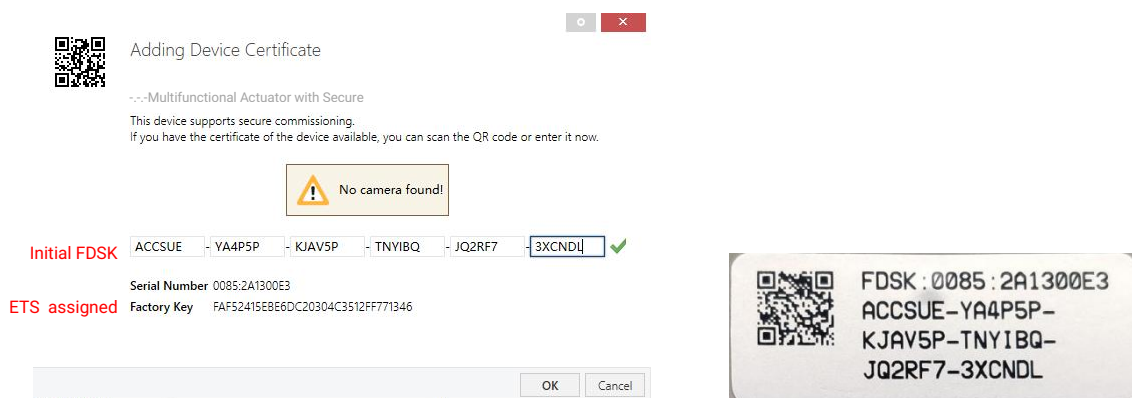 Adding Device Certificate
-.-.-Multifunctional Actuator with Secure
This device supports secure commissioning.
If you have the certificate of the device available, you can scan the QR code or enter it now.
No camera found!
Initial FDSK ACCSUE - YA4P5P - KJAV5P - TNYIBQ - JQ2RF7 - 3XCNDL
Serial Number 0085:2A1300E3
ETS assigned Factory Key FAF52415EBE6DC20304C3512FF771346
OK Cancel
FDSK:0085:2A1300E3
ACCSUE-YA4P5P-
KJAV5P-TNYIBQ-
JQ2RF7-3XCNDL